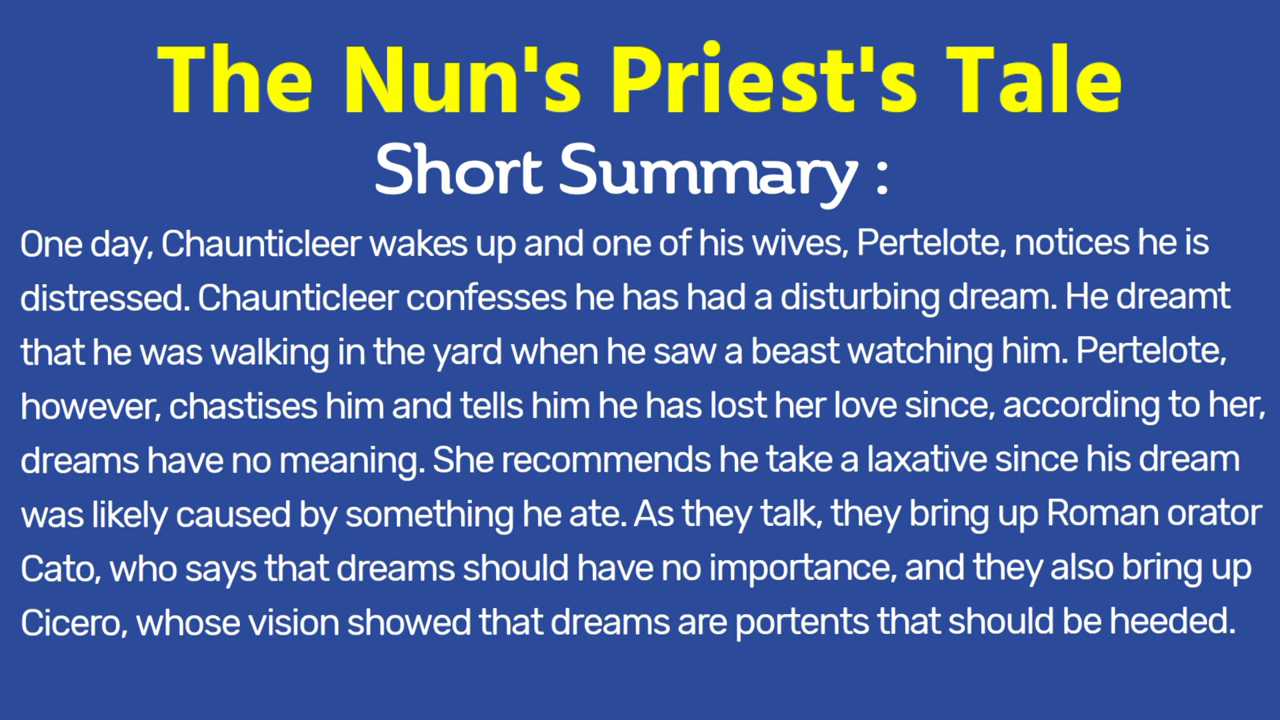 The Nun's Priest's Tale
Short Summary :
One day, Chaunticleer wakes up and one of his wives, Pertelote, notices he is
distressed. Chaunticleer confesses he has had a disturbing dream. He dreamt
that he was walking in the yard when he saw a beast watching him. Pertelote,
however, chastises him and tells him he has lost her love since, according to her,
dreams have no meaning. She recommends he take a laxative since his dream
was likely caused by something he ate. As they talk, they bring up Roman orator
Cato, who says that dreams should have no importance, and they also bring up
Cicero, whose vision showed that dreams are portents that should be heeded.